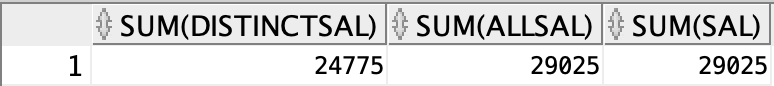 SUM(DISTINCTSAL) SUM(ALLSAL) SUM(SAL)
1 24775 29025 29025